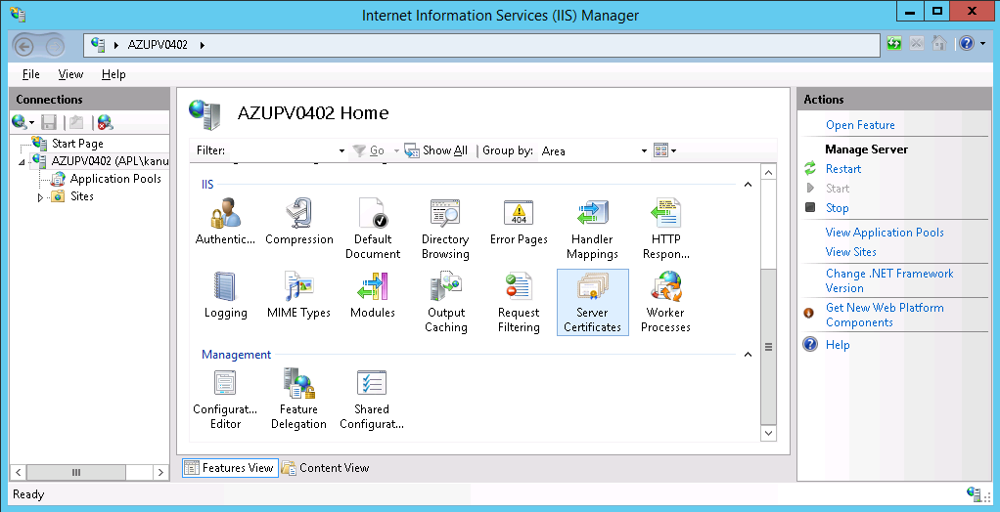 Internet Information Services (IIS) Manager
AZUPV0402
File View Help
Connections
Start Page
AZUPV0402 (APL\kanu
Application Pools
Sites
AZUPV0402 Home
Filter: Go Show All Group by: Area
IIS
Authentic... Compression Default Document Directory Browsing Error Pages Handler Mappings HTTP Respon...
404
Logging MIME Types Modules Output Caching Request Filtering Server Certificates Worker Processes
Management
Configurat... Editor Feature Delegation Shared Configurat...
Features View Content View
Actions
Open Feature
Manage Server
Restart
Start
Stop
View Application Pools
View Sites
Change .NET Framework
Version
Get New Web Platform
Components
Help
Ready